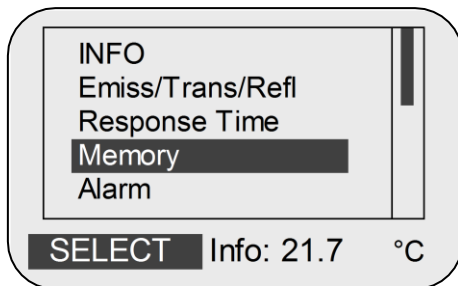 INFO
Emiss/Trans/Refl
Response Time
Memory
Alarm
SELECT Info: 21.7 °C